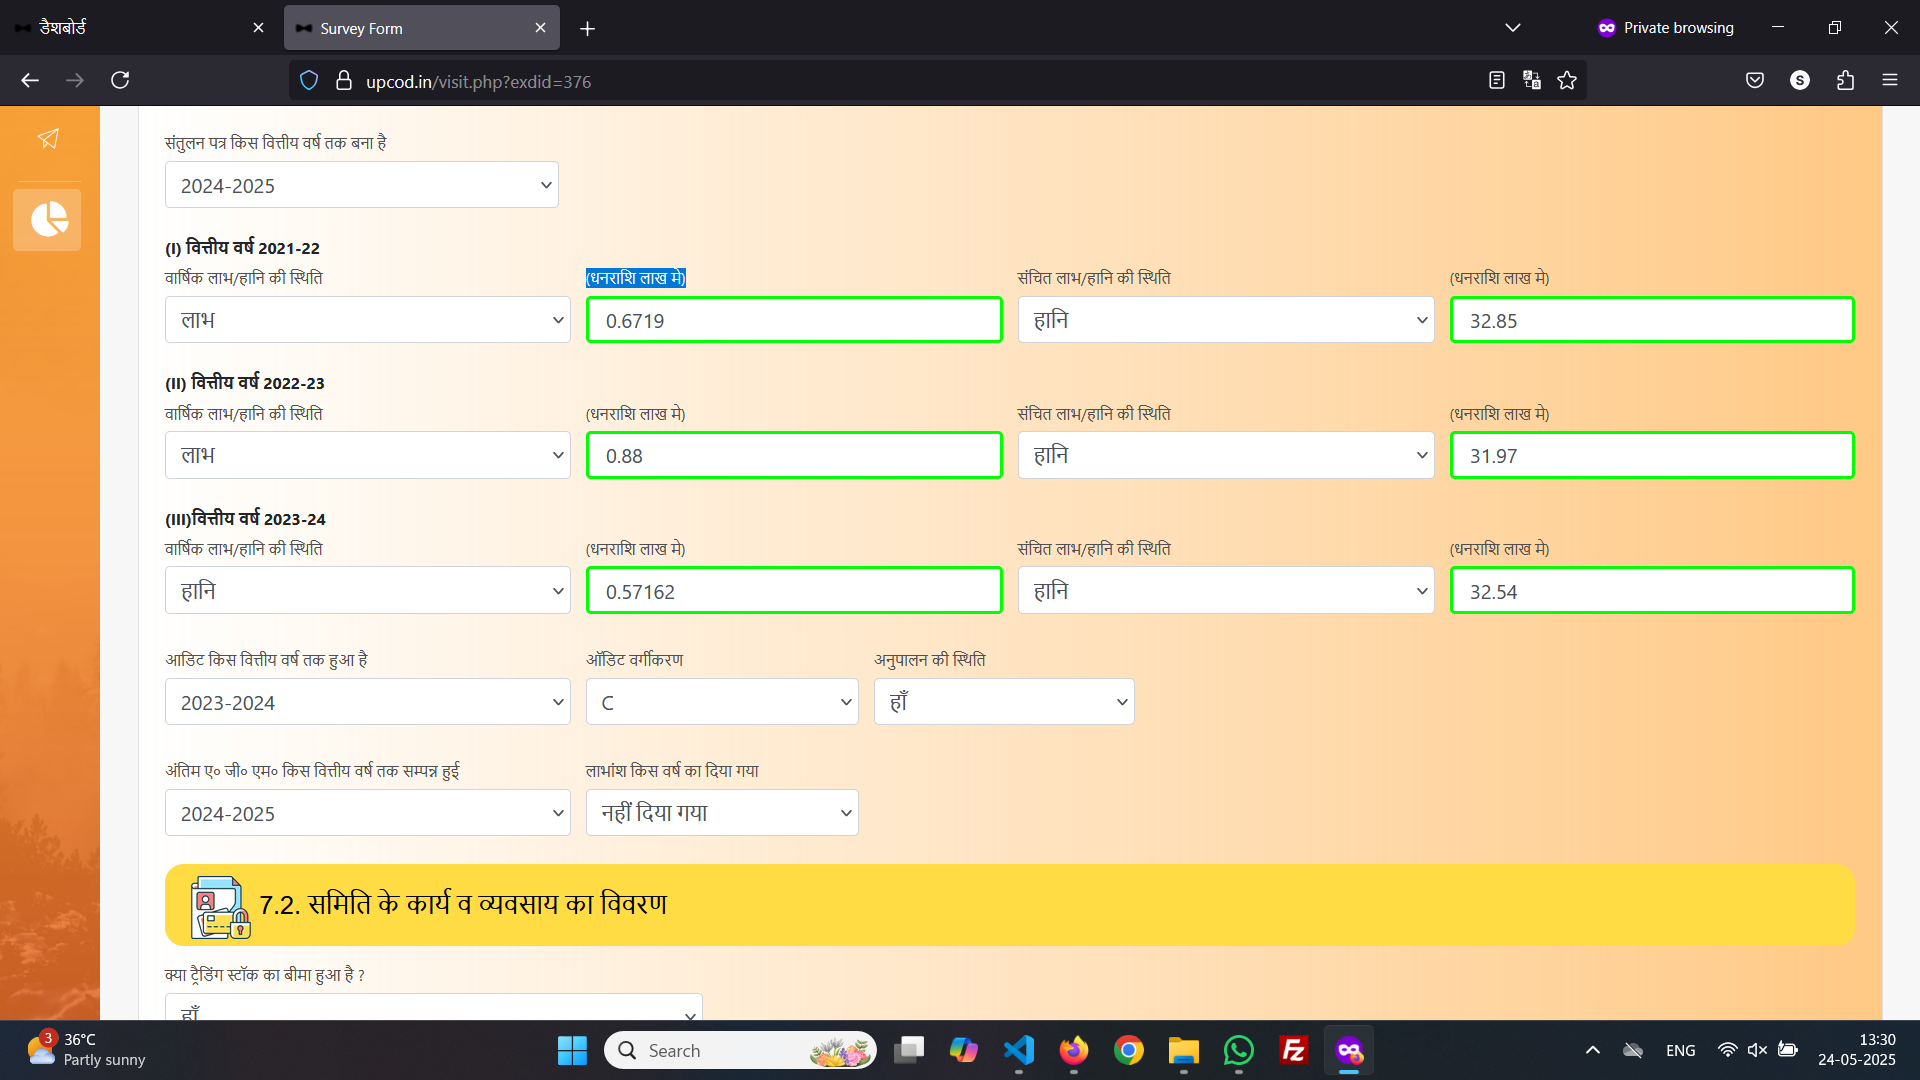 डैशबोर्ड
Survey Form
Private browsing
upcod.in/visit.php?exdid=376
S
संतुलन पत्र किस वित्तीय वर्ष तक बना है
2024-2025
(I) वित्तीय वर्ष 2021-22
वार्षिक लाभ/हानि की स्थिति (धनराशि लाख मे) संचित लाभ/हानि की स्थिति (धनराशि लाख मे)
लाभ 0.6719 हानि 32.85
(II) वित्तीय वर्ष 2022-23
वार्षिक लाभ/हानि की स्थिति (धनराशि लाख मे) संचित लाभ/हानि की स्थिति (धनराशि लाख मे)
लाभ 0.88 हानि 31.97
(III)वित्तीय वर्ष 2023-24
वार्षिक लाभ/हानि की स्थिति (धनराशि लाख मे) संचित लाभ/हानि की स्थिति (धनराशि लाख मे)
हानि 0.57162 हानि 32.54
आडिट किस वित्तीय वर्ष तक हुआ है ऑडिट वर्गीकरण अनुपालन की स्थिति
2023-2024 C हाँ
अंतिम ए० जी० एम० किस वित्तीय वर्ष तक सम्पन्न हुई लाभांश किस वर्ष का दिया गया
2024-2025 नहीं दिया गया
7.2. समिति के कार्य व व्यवसाय का विवरण
क्या ट्रैडिंग स्टॉक का बीमा हुआ है ?
हाँ
3 36°C
Partly sunny
Search
Fz
ENG
13:30
24-05-2025